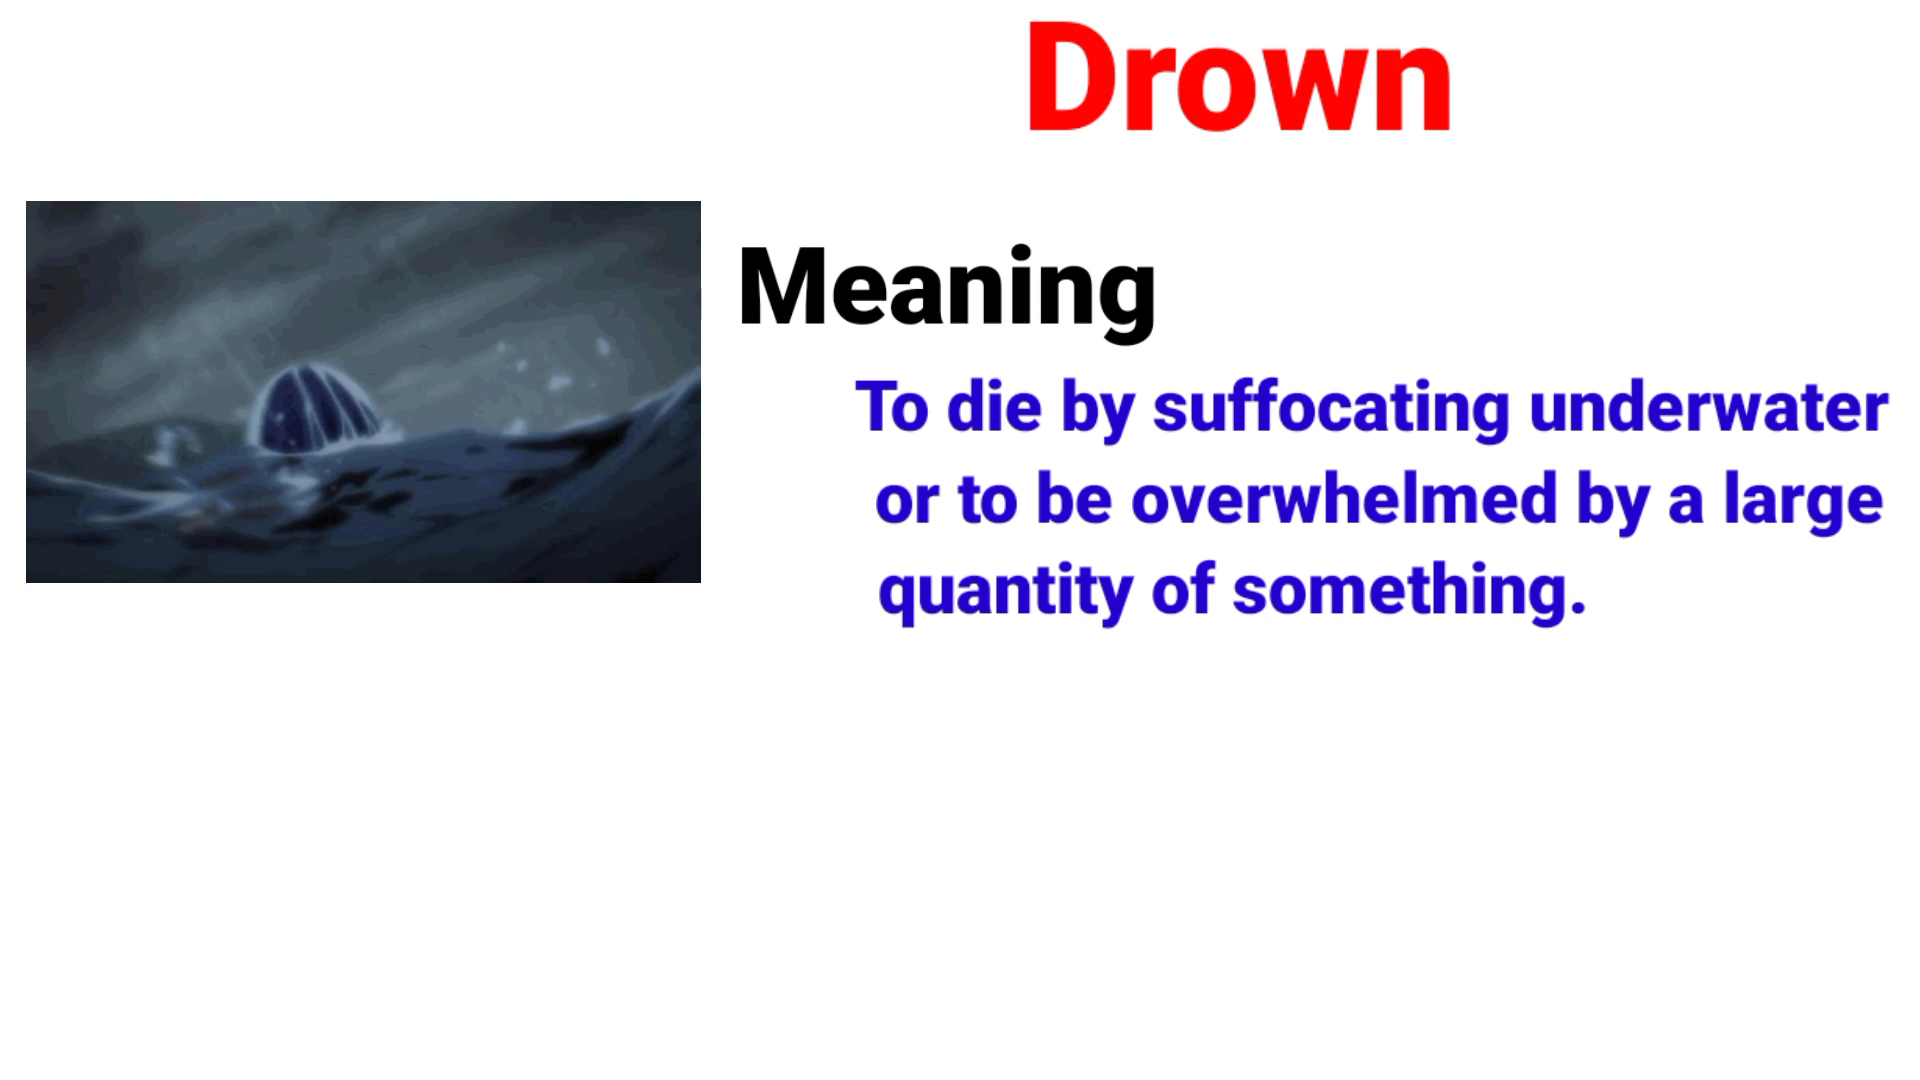 Drown
Meaning
To die by suffocating underwater
or to be overwhelmed by a large
quantity of something.